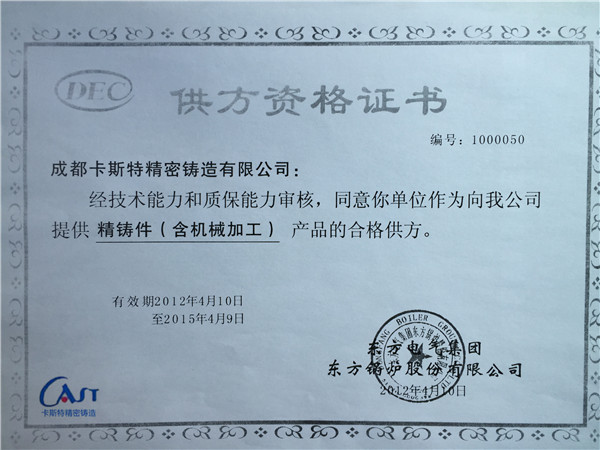 DEC
供方资格证书
编号：1000050
成都卡斯特精密铸造有限公司：
经技术能力和质保能力审核，同意你单位作为向我公司
提供 精铸件（含机械加工） 产品的合格供方。
有效期2012年4月10日
至2015年4月9日
东方电气集团
东方锅炉股份有限公司
2012年4月10日
CAST
卡斯特精密铸造